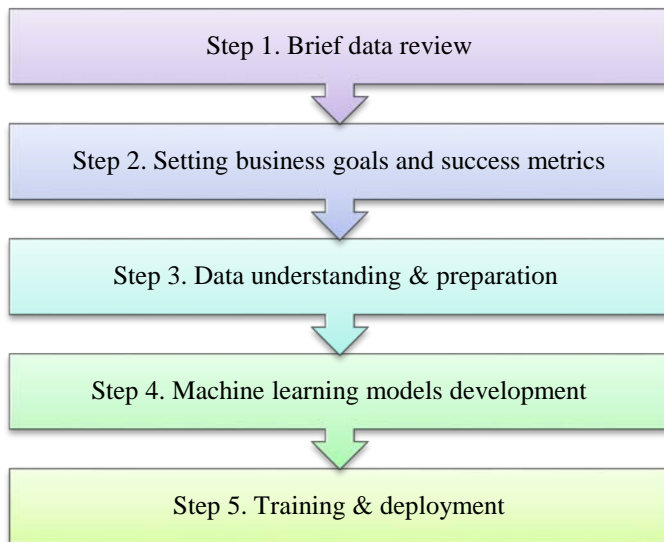 Step 1. Brief data review
Step 2. Setting business goals and success metrics
Step 3. Data understanding & preparation
Step 4. Machine learning models development
Step 5. Training & deployment